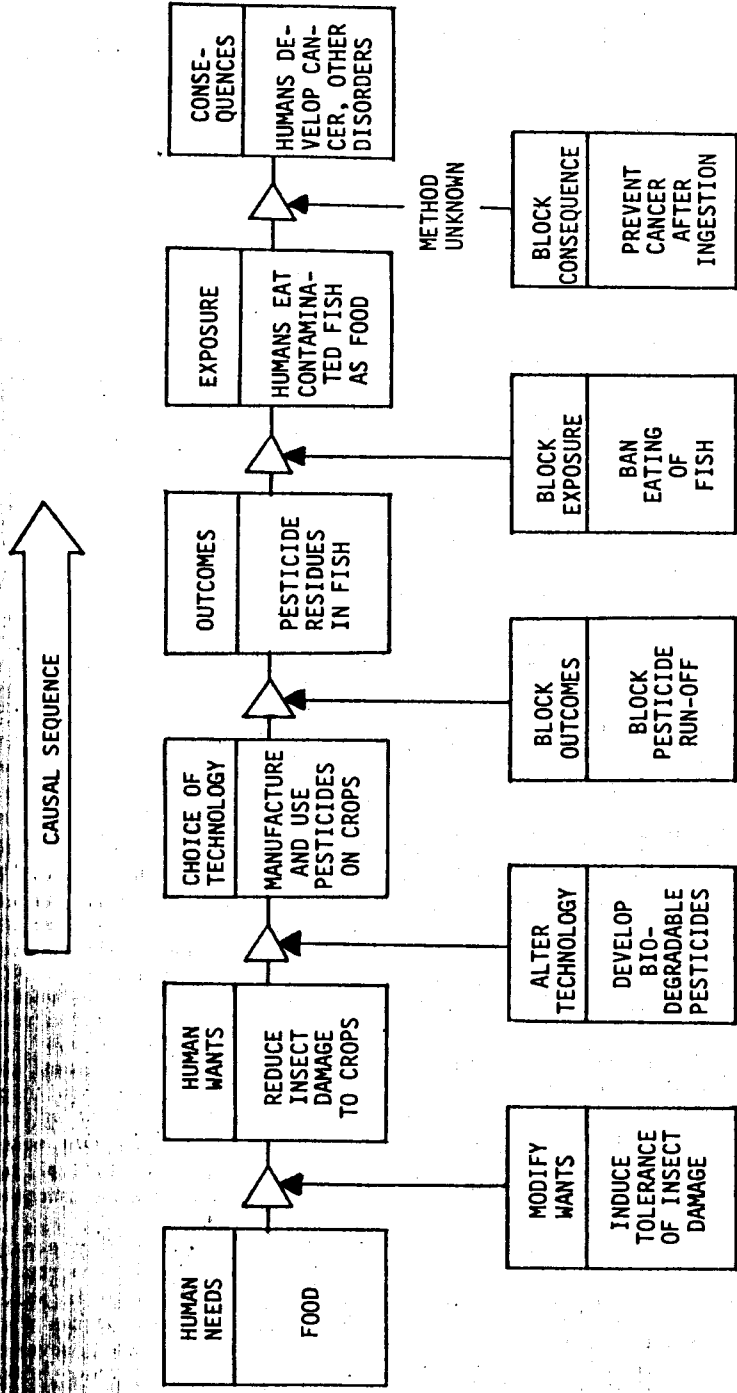 CAUSAL SEQUENCE
HUMAN
NEEDS
FOOD
HUMAN
WANTS
REDUCE
INSECT
DAMAGE
TO CROPS
CHOICE OF
TECHNOLOGY
MANUFACTURE
AND USE
PESTICIDES
ON CROPS
OUTCOMES
PESTICIDE
RESIDUES
IN FISH
EXPOSURE
HUMANS EAT
CONTAMINA-
TED FISH
AS FOOD
CONSE-
QUENCES
HUMANS DE-
VELOP CAN-
CER, OTHER
DISORDERS
MODIFY
WANTS
INDUCE
TOLERANCE
OF INSECT
DAMAGE
ALTER
TECHNOLOGY
DEVELOP
BIO-
DEGRADABLE
PESTICIDES
BLOCK
OUTCOMES
BLOCK
PESTICIDE
RUN-OFF
BLOCK
EXPOSURE
BAN
EATING
OF
FISH
METHOD
UNKNOWN
BLOCK
CONSEQUENCE
PREVENT
CANCER
AFTER
INGESTION